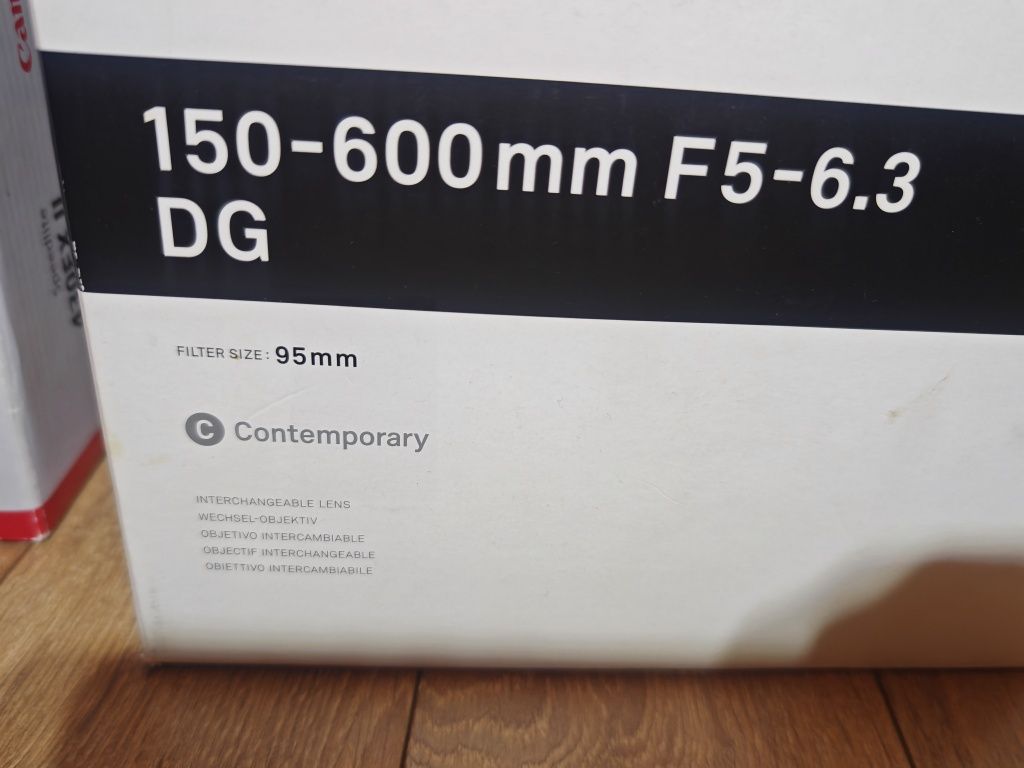 Can
150-600mm F5-6.3
DG
FILTER SIZE: 95mm
C Contemporary
INTERCHANGEABLE LENS
WECHSEL-OBJEKTIV
OBJETIVO INTERCAMBIABLE
OBJECTIF INTERCHANGEABLE
OBIETTIVO INTERCAMBIABILE